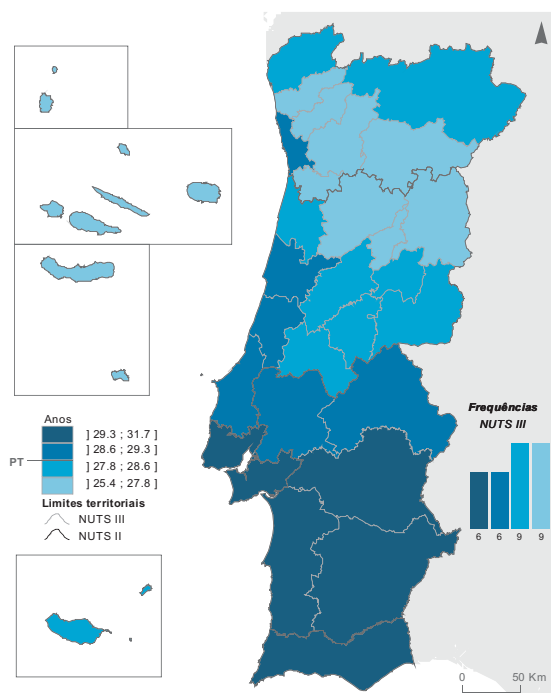 Anos
] 29.3 ; 31.7 ]
] 28.6 ; 29.3 ]
PT
] 27.8 ; 28.6 ]
] 25.4 ; 27.8 ]
Limites territoriais
NUTS III
NUTS II
Frequências
NUTS III
6 6 9 9
0 50 Km